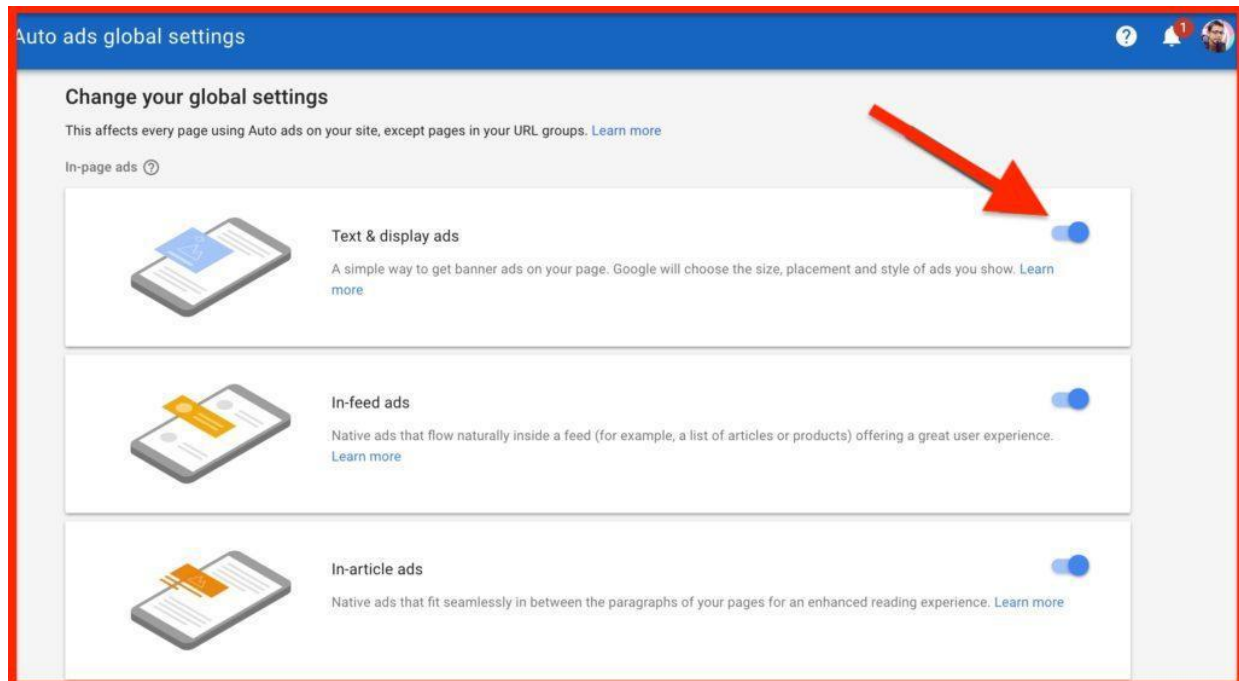 Auto ads global settings
1
Change your global settings
This affects every page using Auto ads on your site, except pages in your URL groups. Learn more
In-page ads
Text & display ads
A simple way to get banner ads on your page. Google will choose the size, placement and style of ads you show. Learn
more
In-feed ads
Native ads that flow naturally inside a feed (for example, a list of articles or products) offering a great user experience.
Learn more
In-article ads
Native ads that fit seamlessly in between the paragraphs of your pages for an enhanced reading experience. Learn more